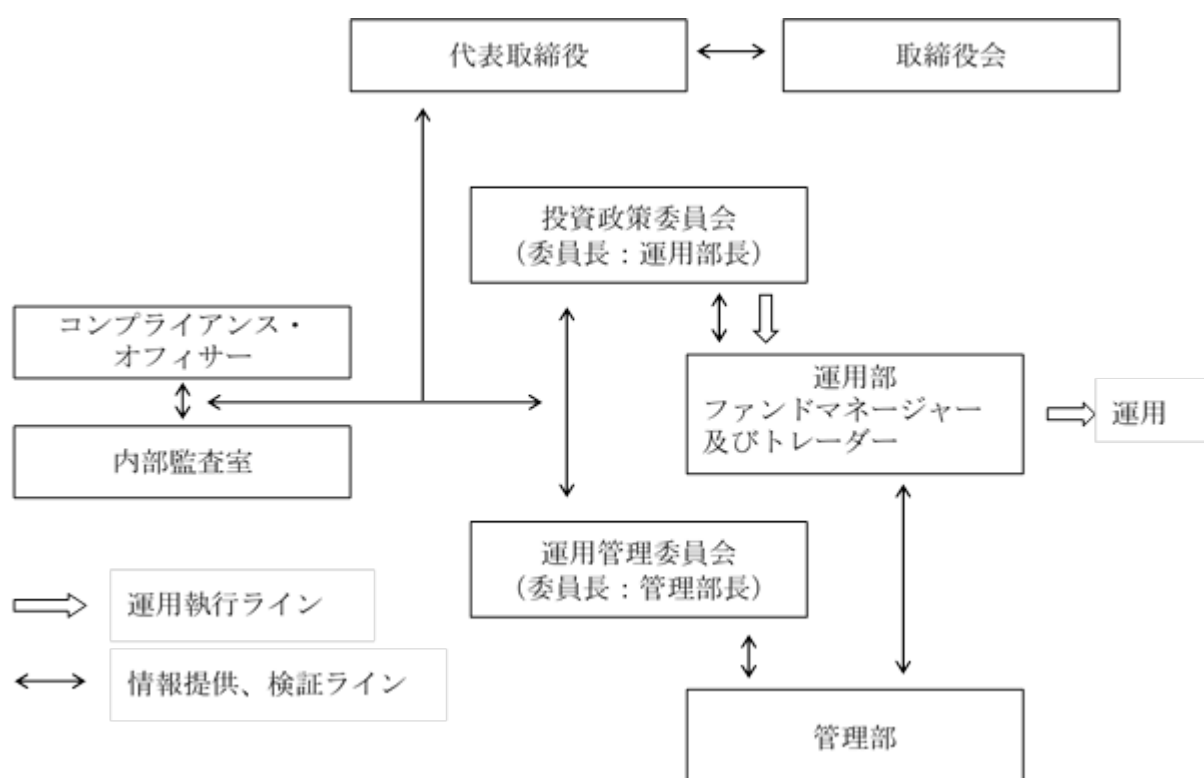 代表取締役
取締役会
投資政策委員会
（委員長：運用部長）
コンプライアンス・
オフィサー
運用部
ファンドマネージャー
及びトレーダー
運用
内部監査室
運用管理委員会
（委員長：管理部長）
運用執行ライン
情報提供、検証ライン
管理部